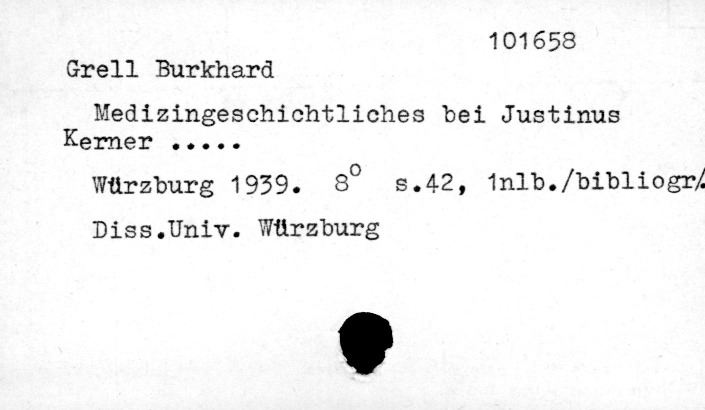 101658
Grell Burkhard
Medizingeschichtliches bei Justinus
Kerner .....
Würzburg 1939. 8° s.42, 1nlb./bibliogr/.
Diss.Univ. Würzburg